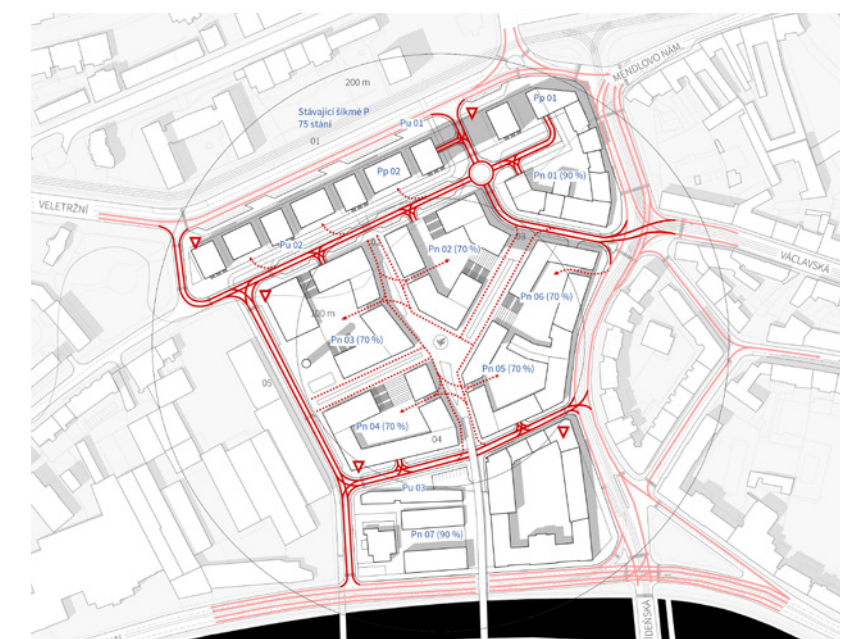 MENDLOVO NÁM.
200 m
Pp 01
Stávající šikmé P
75 stání
Pu 01
01
Pp 02
Pn 01 (90 %)
VELETRŽNÍ
03
Pu 02
Pn 02 (70 %)
VÁCLAVSKÁ
Pn 06 (70 %)
100 m
Pn 03 (70 %)
Pn 05 (70 %)
05
Pn 04 (70 %)
04
Pu 03
Pn 07 (90 %)